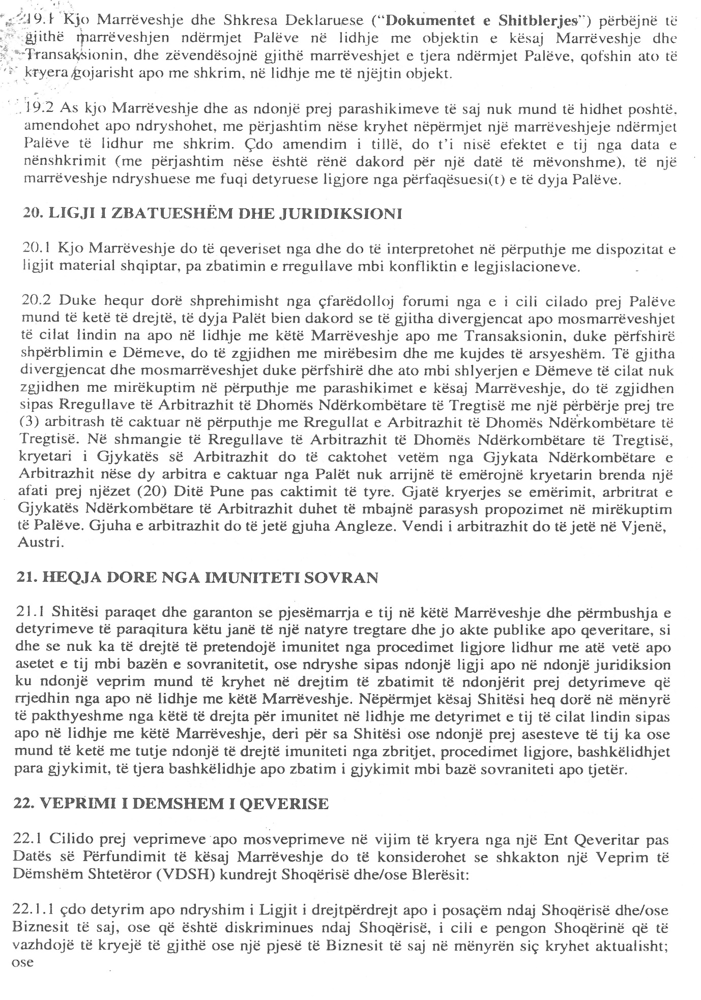 19.1 Kjo Marrëveshje dhe Shkresa Deklaruese (“Dokumentet e Shitblerjes”) përbëjnë të
gjithë marrëveshjen ndërmjet Palëve në lidhje me objektin e kësaj Marrëveshje dhe
Transaksionin, dhe zëvendësojnë gjithë marrëveshjet e tjera ndërmjet Palëve, qofshin ato të
kryera gojarisht apo me shkrim, në lidhje me të njëjtin objekt.
19.2 As kjo Marrëveshje dhe as ndonjë prej parashikimeve të saj nuk mund të hidhet poshtë,
amendohet apo ndryshohet, me përjashtim nëse kryhet nëpërmjet një marrëveshjeje ndërmjet
Palëve të lidhur me shkrim. Çdo amendim i tillë, do t’i nisë efektet e tij nga data e
nënshkrimit (me përjashtim nëse është rënë dakord për një datë të mëvonshme), të një
marrëveshje ndryshuese me fuqi detyruese ligjore nga përfaqësuesi(t) e të dyja Palëve.
20. LIGJI I ZBATUESHËM DHE JURIDIKSIONI
20.1 Kjo Marrëveshje do të qeveriset nga dhe do të interpretohet në përputhje me dispozitat e
ligjit material shqiptar, pa zbatimin e rregullave mbi konfliktin e legjislacioneve.
20.2 Duke hequr dorë shprehimisht nga çfarëdolloj forumi nga e i cili cilado prej Palëve
mund të ketë të drejtë, të dyja Palët bien dakord se të gjitha divergjencat apo mosmarrëveshjet
të cilat lindin na apo në lidhje me këtë Marrëveshje apo me Transaksionin, duke përfshirë
shpërblimin e Dëmeve, do të zgjidhen me mirëbesim dhe me kujdes të arsyeshëm. Të gjitha
divergjencat dhe mosmarrëveshjet duke përfshirë dhe ato mbi shlyerjen e Dëmeve të cilat nuk
zgjidhen me mirëkuptim në përputhje me parashikimet e kësaj Marrëveshje, do të zgjidhen
sipas Rregullave të Arbitrazhit të Dhomës Ndërkombëtare të Tregtisë me një përbërje prej tre
(3) arbitrash të caktuar në përputhje me Rregullat e Arbitrazhit të Dhomës Ndërkombëtare të
Tregtisë. Në shmangie të Rregullave të Arbitrazhit të Dhomës Ndërkombëtare të Tregtisë,
kryetari i Gjykatës së Arbitrazhit do të caktohet vetëm nga Gjykata Ndërkombëtare e
Arbitrazhit nëse dy arbitra e caktuar nga Palët nuk arrijnë të emërojnë kryetarin brenda një
afati prej njëzet (20) Ditë Pune pas caktimit të tyre. Gjatë kryerjes se emërimit, arbritrat e
Gjykatës Ndërkombëtare të Arbitrazhit duhet të mbajnë parasysh propozimet në mirëkuptim
të Palëve. Gjuha e arbitrazhit do të jetë gjuha Angleze. Vendi i arbitrazhit do të jetë në Vjenë,
Austri.
21. HEQJA DORE NGA IMUNITETI SOVRAN
21.1 Shitësi paraqet dhe garanton se pjesëmarrja e tij në këtë Marrëveshje dhe përmbushja e
detyrimeve të paraqitura këtu janë të një natyre tregtare dhe jo akte publike apo qeveritare, si
dhe se nuk ka të drejtë të pretendojë imunitet nga procedimet ligjore lidhur me atë vetë apo
asetet e tij mbi bazën e sovranitetit, ose ndryshe sipas ndonjë ligji apo në ndonjë juridiksion
ku ndonjë veprim mund të kryhet në drejtim të zbatimit të ndonjërit prej detyrimeve që
rrjedhin nga apo në lidhje me këtë Marrëveshje. Nëpërmjet kësaj Shitësi heq dorë në mënyrë
të pakthyeshme nga këtë të drejta për imunitet në lidhje me detyrimet e tij të cilat lindin sipas
apo në lidhje me këtë Marrëveshje, deri për sa Shitësi ose ndonjë prej asesteve të tij ka ose
mund të ketë me tutje ndonjë të drejtë imuniteti nga zbritjet, procedimet ligjore, bashkëlidhjet
para gjykimit, të tjera bashkëlidhje apo zbatim i gjykimit mbi bazë sovraniteti apo tjetër.
22. VEPRIMI I DEMSHEM I QEVERISE
22.1 Cilido prej veprimeve apo mosveprimeve në vijim të kryera nga një Ent Qeveritar pas
Datës së Përfundimit të kësaj Marrëveshje do të konsiderohet se shkakton një Veprim të
Dëmshëm Shtetëror (VDSH) kundrejt Shoqërisë dhe/ose Blerësit:
22.1.1 çdo detyrim apo ndryshim i Ligjit i drejtpërdrejt apo i posaçëm ndaj Shoqërisë dhe/ose
Biznesit të saj, ose që është diskriminues ndaj Shoqërisë, i cili e pengon Shoqërinë që të
vazhdojë të kryejë të gjithë ose një pjesë të Biznesit të saj në mënyrën siç kryhet aktualisht;
ose